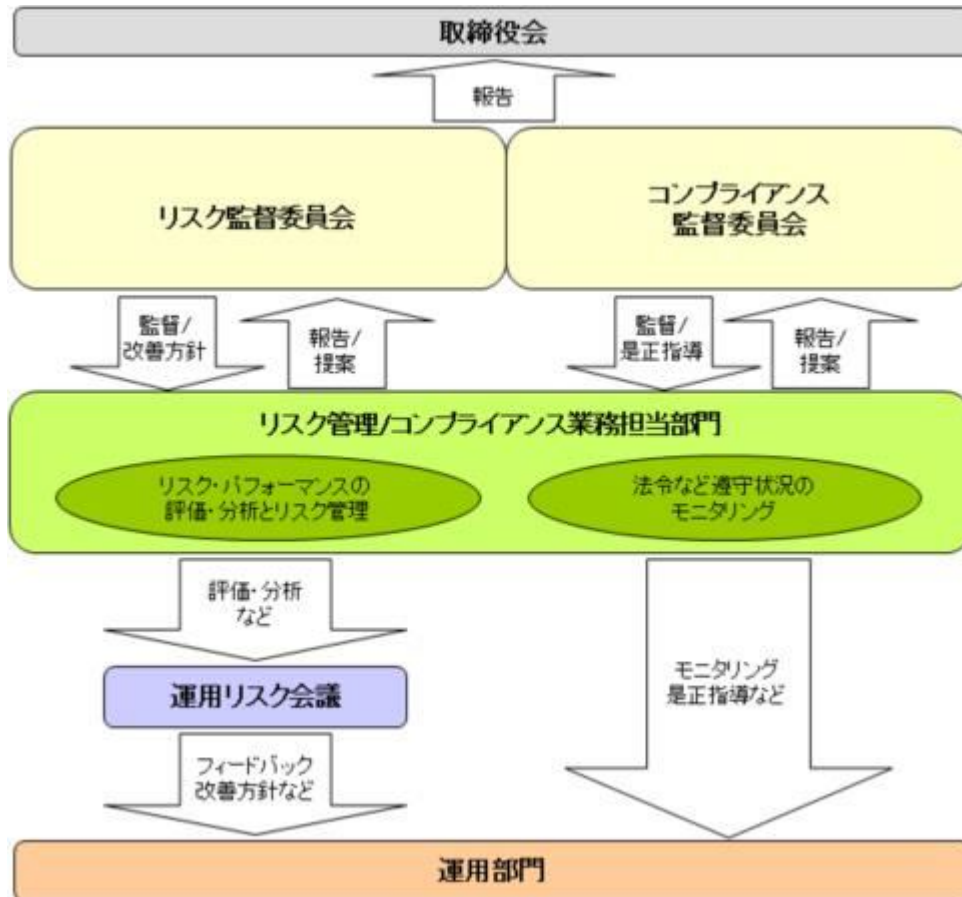 取締役会
報告
リスク監督委員会
コンプライアンス
監督委員会
監督/
改善方針
報告/
提案
監督/
是正指導
報告/
提案
リスク管理/コンプライアンス業務担当部門
リスク・パフォーマンスの
評価・分析とリスク管理
法令など遵守状況の
モニタリング
評価・分析
など
運用リスク会議
フィードバック
改善方針など
モニタリング
是正指導など
運用部門